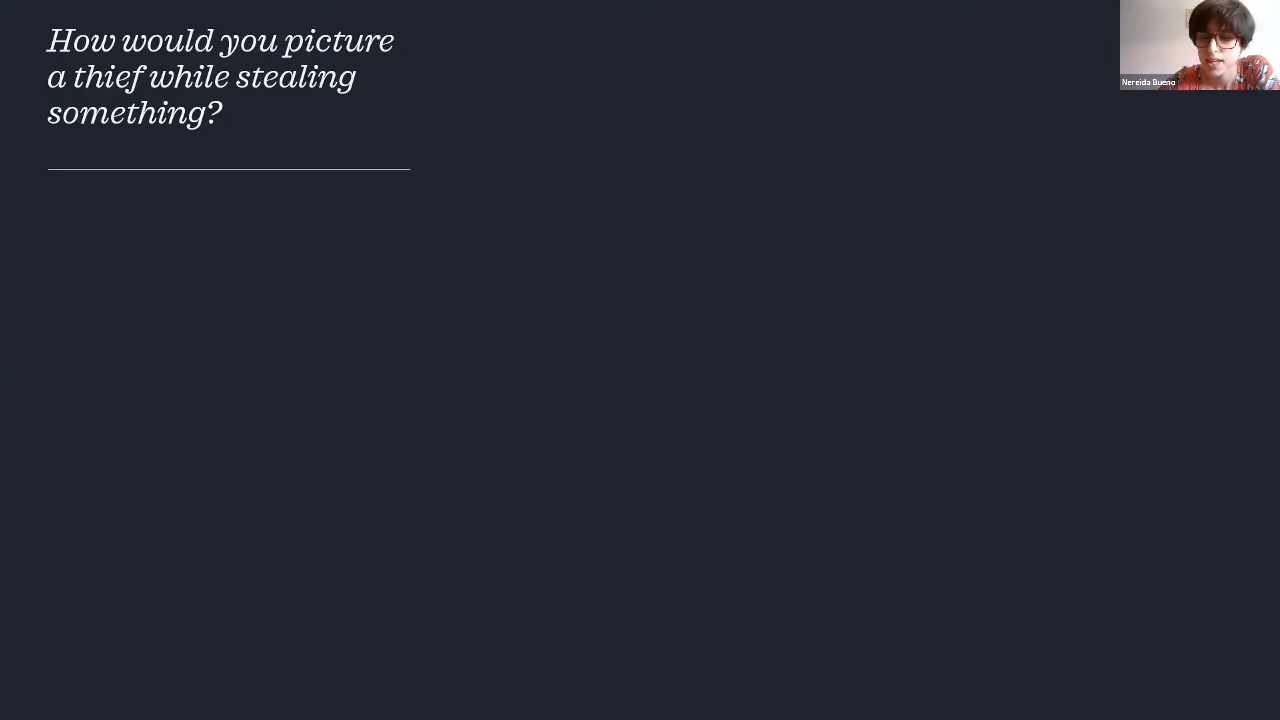 How would you picture
a thief while stealing
something?
Nereida Bueno